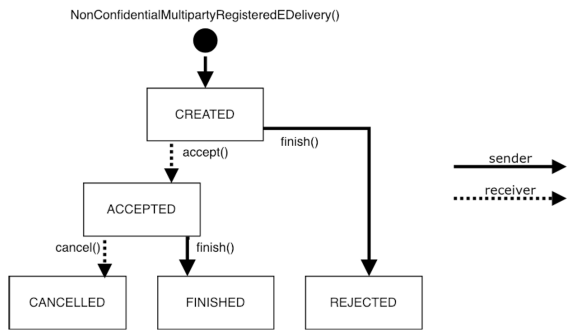 NonConfidentialMultipartyRegisteredEDelivery()
CREATED
finish()
accept()
sender
receiver
ACCEPTED
cancel()
finish()
CANCELLED
FINISHED
REJECTED